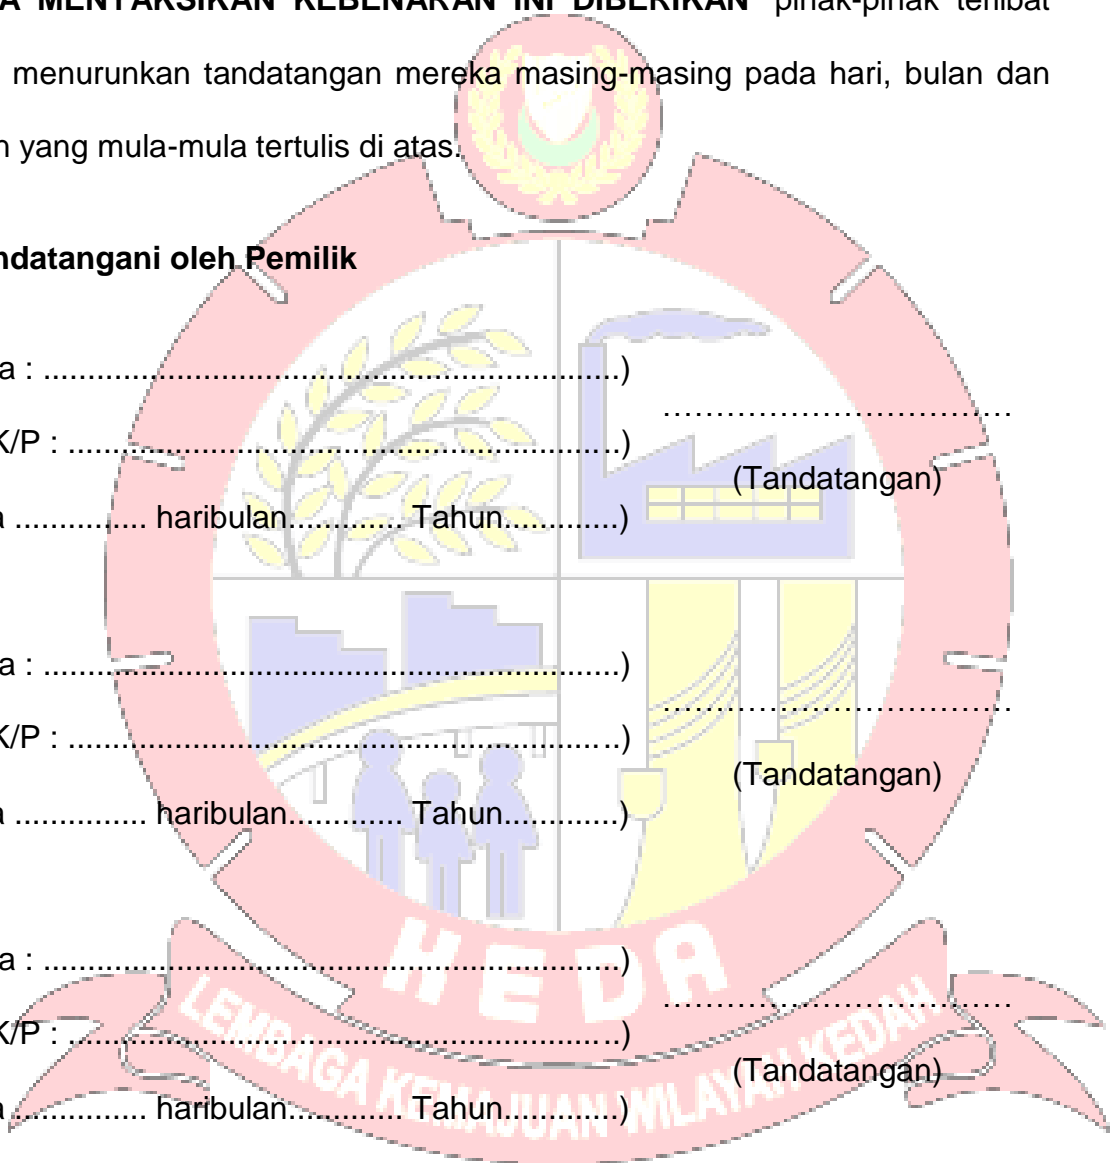 A MENYAKSIKAN KEBENARAN INI DIBERIKAN pihak-pihak terlibat
menurunkan tandatangan mereka masing-masing pada hari, bulan dan
n yang mula-mula tertulis di atas.
ndatangani oleh Pemilik
a : .................................................................)
....................................
K/P : ..............................................................)
(Tandatangan)
a ............... haribulan............. Tahun.............)
a : .................................................................)
....................................
K/P : ..............................................................)
(Tandatangan)
a ............... haribulan............. Tahun.............)
HEDA
a : .................................................................)
....................................
K/P : ..............................................................)
(Tandatangan)
a ............... haribulan............. Tahun.............)
LEMBAGA KEMAJUAN WILAYAH KEDAH